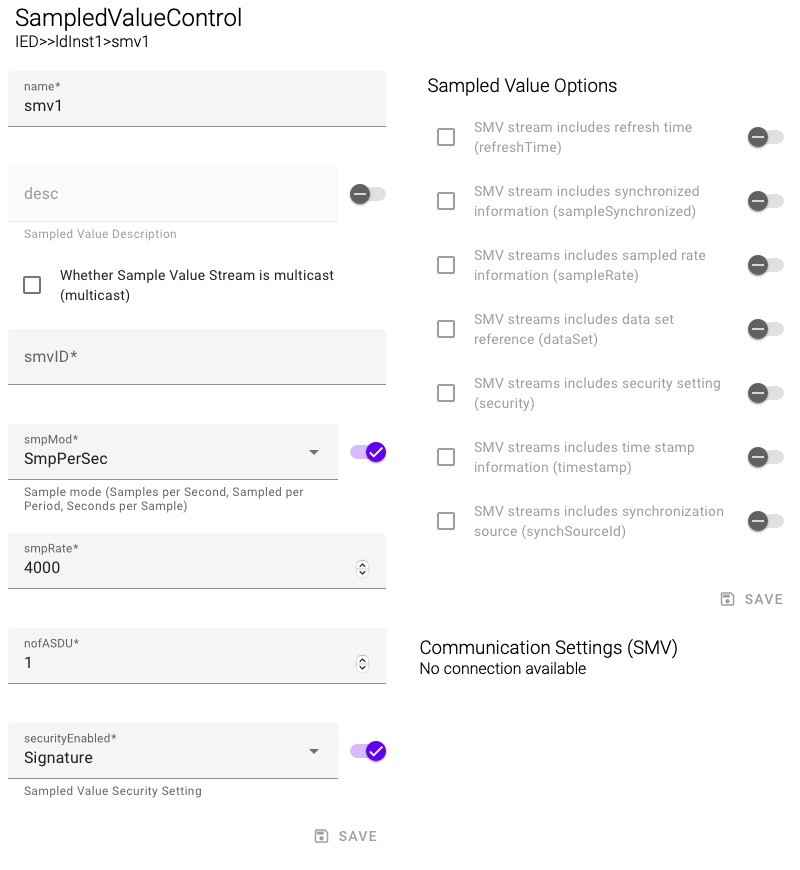 SampledValueControl
IED>>ldInst1>smv1
name*
smv1
desc
Sampled Value Description
Whether Sample Value Stream is multicast
(multicast)
smvID*
smpMod*
SmpPerSec
Sample mode (Samples per Second, Sampled per
Period, Seconds per Sample)
smpRate*
4000
nofASDU*
1
securityEnabled*
Signature
Sampled Value Security Setting
SAVE
Sampled Value Options
SMV stream includes refresh time
(refreshTime)
SMV stream includes synchronized
information (sampleSynchronized)
SMV streams includes sampled rate
information (sampleRate)
SMV streams includes data set
reference (dataSet)
SMV streams includes security setting
(security)
SMV streams includes time stamp
information (timestamp)
SMV streams includes synchronization
source (synchSourceId)
SAVE
Communication Settings (SMV)
No connection available